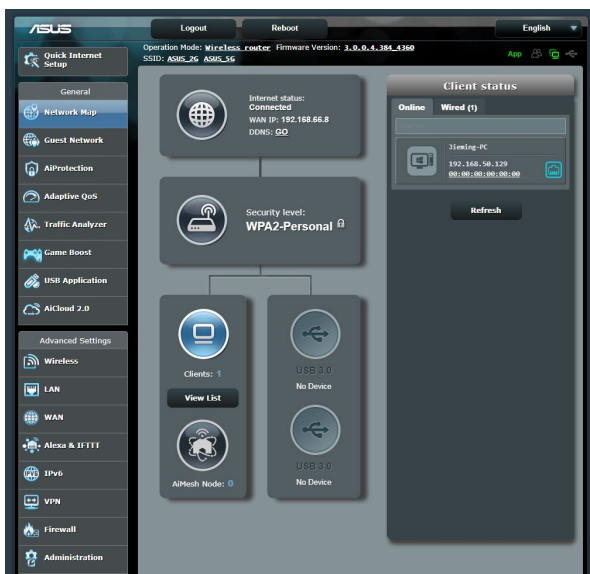 ASUS
Logout
Reboot
English
Operation Mode: Wireless router Firmware Version: 3.0.0.4.384_4360
SSID: ASUS_2G ASUS_5G
App
Quick Internet
Setup
General
Network Map
Guest Network
AiProtection
Adaptive QoS
Traffic Analyzer
Game Boost
USB Application
AiCloud 2.0
Advanced Settings
Wireless
LAN
WAN
Alexa & IFTTT
IPv6
VPN
Firewall
Administration
Internet status:
Connected
WAN IP: 192.168.66.8
DDNS: GO
Security level:
WPA2-Personal
Clients: 1
View List
AiMesh Node: 0
USB 3.0
No Device
USB 3.0
No Device
Client status
Online
Wired (1)
Jieming-PC
192.168.50.129
00:00:00:00:00:00
Refresh